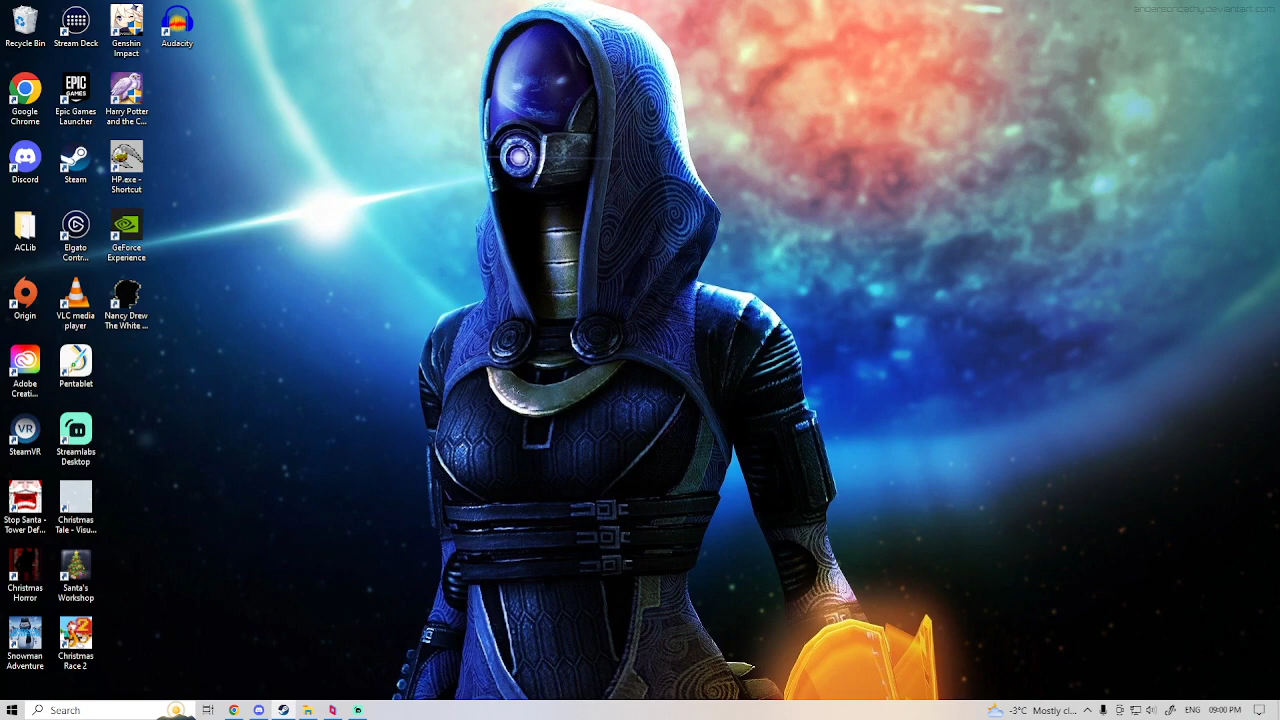 andersoncathy.deviantart.com
Recycle Bin
Stream Deck
Genshin
Impact
Audacity
Google
Chrome
EPIC
GAMES
Epic Games
Launcher
Harry Potter
and the C...
Discord
Steam
HP.exe -
Shortcut
ACLib
Elgato
Contr...
GeForce
Experience
Origin
VLC media
player
Nancy Drew
The White ...
Adobe
Creati...
Pentablet
VR
SteamVR
Streamlabs
Desktop
Stop Santa -
Tower Def...
Christmas
Tale - Visu...
Christmas
Horror
Santa's
Workshop
Snowman
Adventure
Christmas
Race 2
Search
-3°C Mostly cl...
ENG
09:00 PM